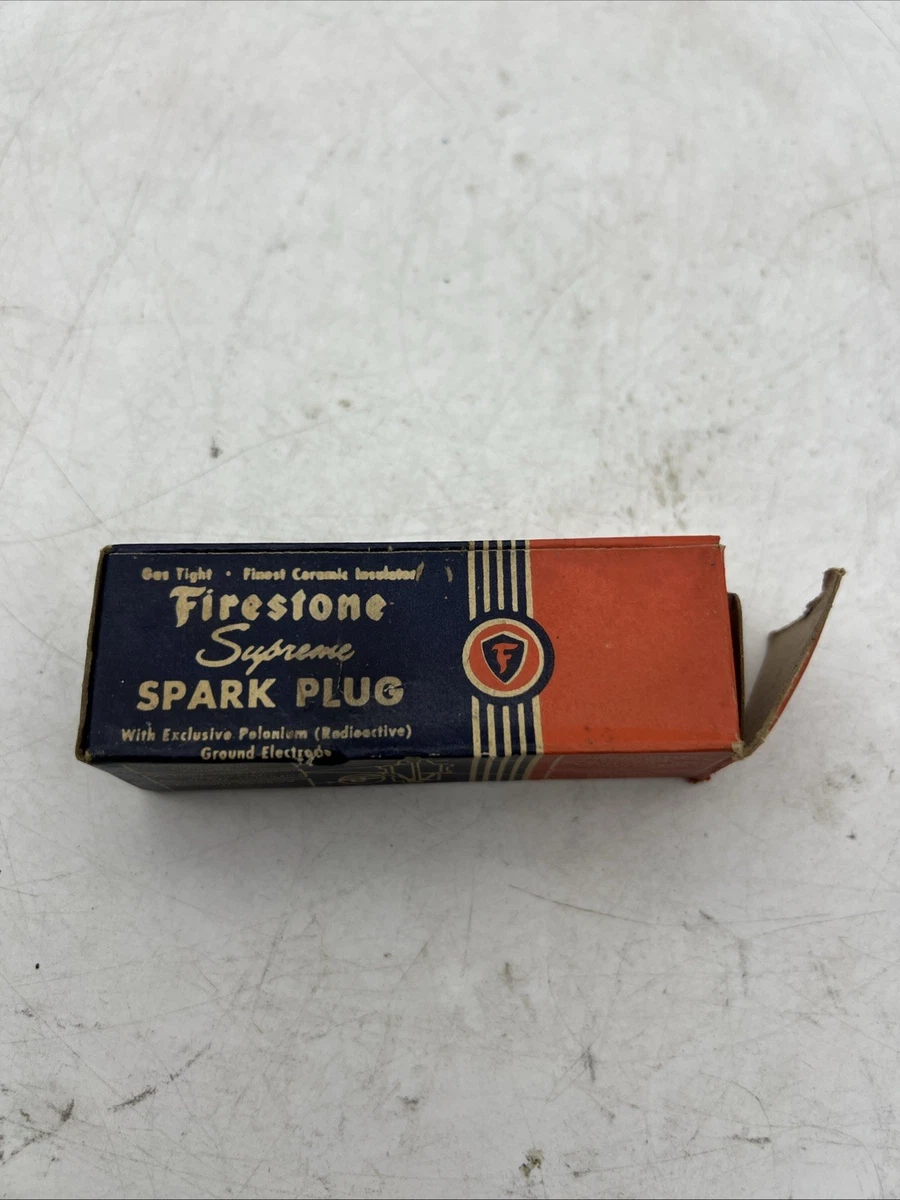 Gas Tight • Finest Ceramic Insulator
Firestone
Supreme
SPARK PLUG
With Exclusive Polonium (Radioactive)
Ground Electrode
F